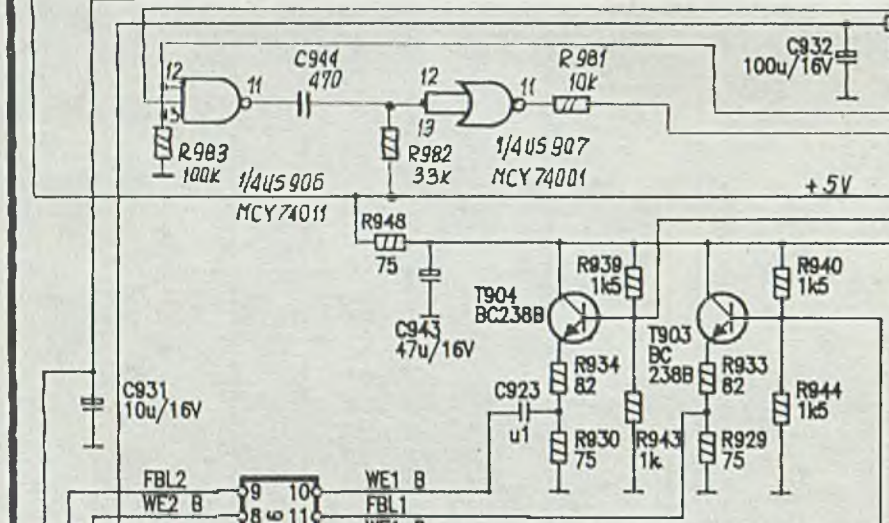 C944
470
R981
10k
C932
100u/16V
12
11
12
11
13
13
R983
100K
R982
33K
1/4US907
MCY74001
1/4US906
MCY74011
+5V
R948
75
R939
1k5
R940
1k5
T904
BC238B
C943
47u/16V
T903
BC
238B
R934
82
R933
82
C931
10u/16V
C923
u1
R944
1k5
R930
75
R943
1k
R929
75
FBL2
9
10
WE1 B
WE2 B
8
11
FBL1